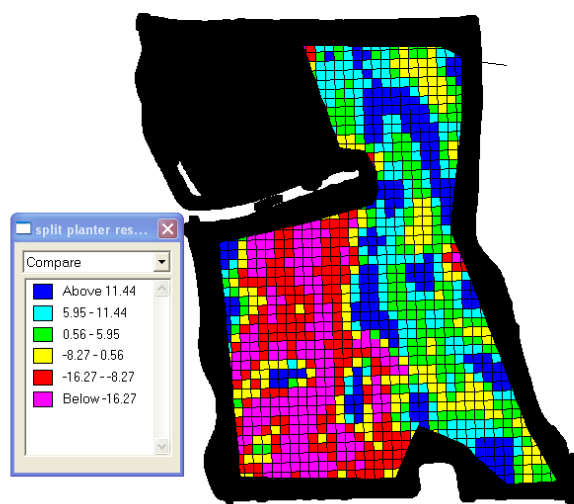 split planter res...
Compare
Above 11.44
5.95 - 11.44
0.56 - 5.95
-8.27 - 0.56
-16.27 - -8.27
Below -16.27